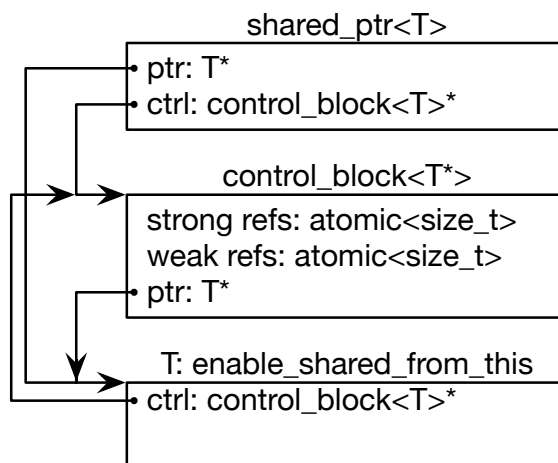 shared_ptr<T>
ptr: T*
ctrl: control_block<T>*
control_block<T*>
strong refs: atomic<size_t>
weak refs: atomic<size_t>
ptr: T*
T: enable_shared_from_this
ctrl: control_block<T>*